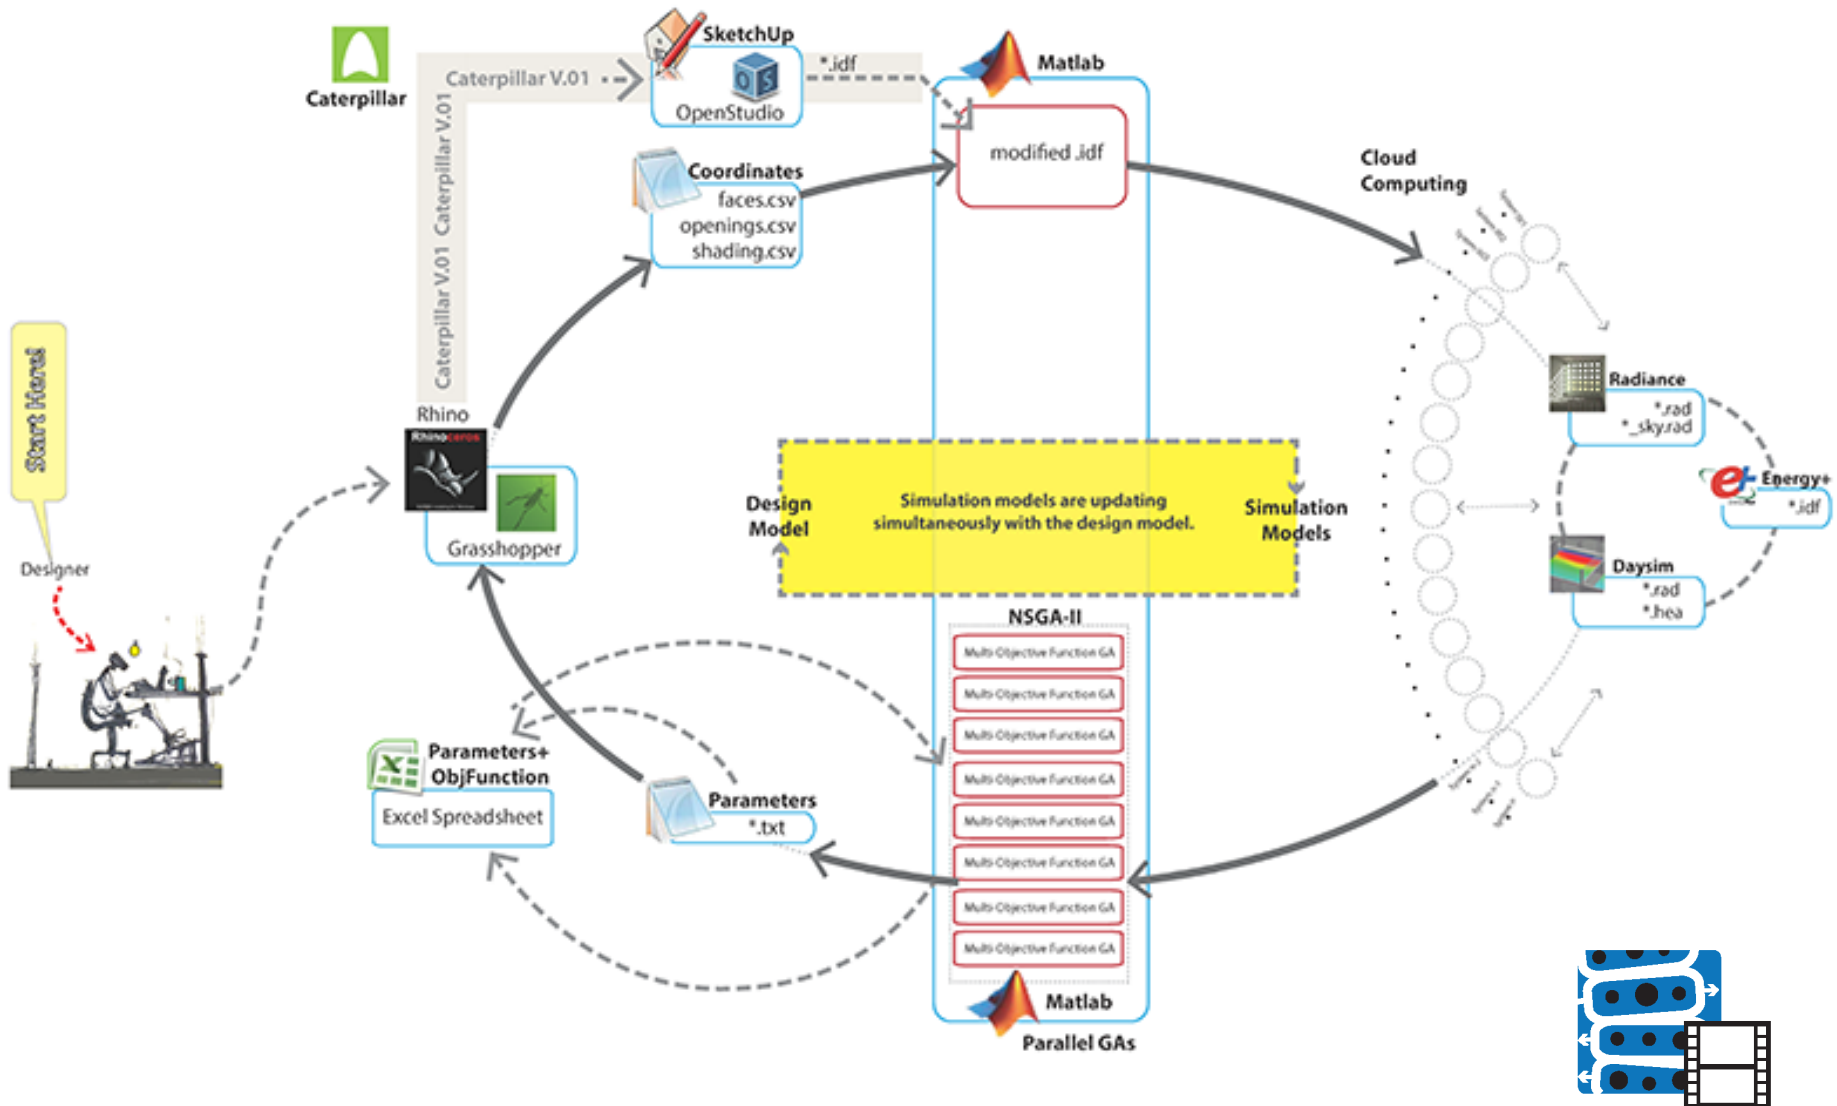 SketchUp
*.idf
OpenStudio
Caterpillar V.01
Caterpillar
Caterpillar V.01 Caterpillar V.01
Matlab
modified .idf
Coordinates
faces.csv
openings.csv
shading.csv
Cloud
Computing
Start Here!
Designer
Rhino
Rhinoceros
Grasshopper
Design
Model
Simulation models are updating
simultaneously with the design model.
Simulation
Models
Radiance
*.rad
*_sky.rad
Energy+
*.idf
Daysim
*.rad
*.hea
NSGA-II
Multi-Objective Function GA
Multi-Objective Function GA
Multi-Objective Function GA
Multi-Objective Function GA
Multi-Objective Function GA
Multi-Objective Function GA
Multi-Objective Function GA
Multi-Objective Function GA
Parameters+
ObjFunction
Excel Spreadsheet
Parameters
*.txt
Matlab
Parallel GAs